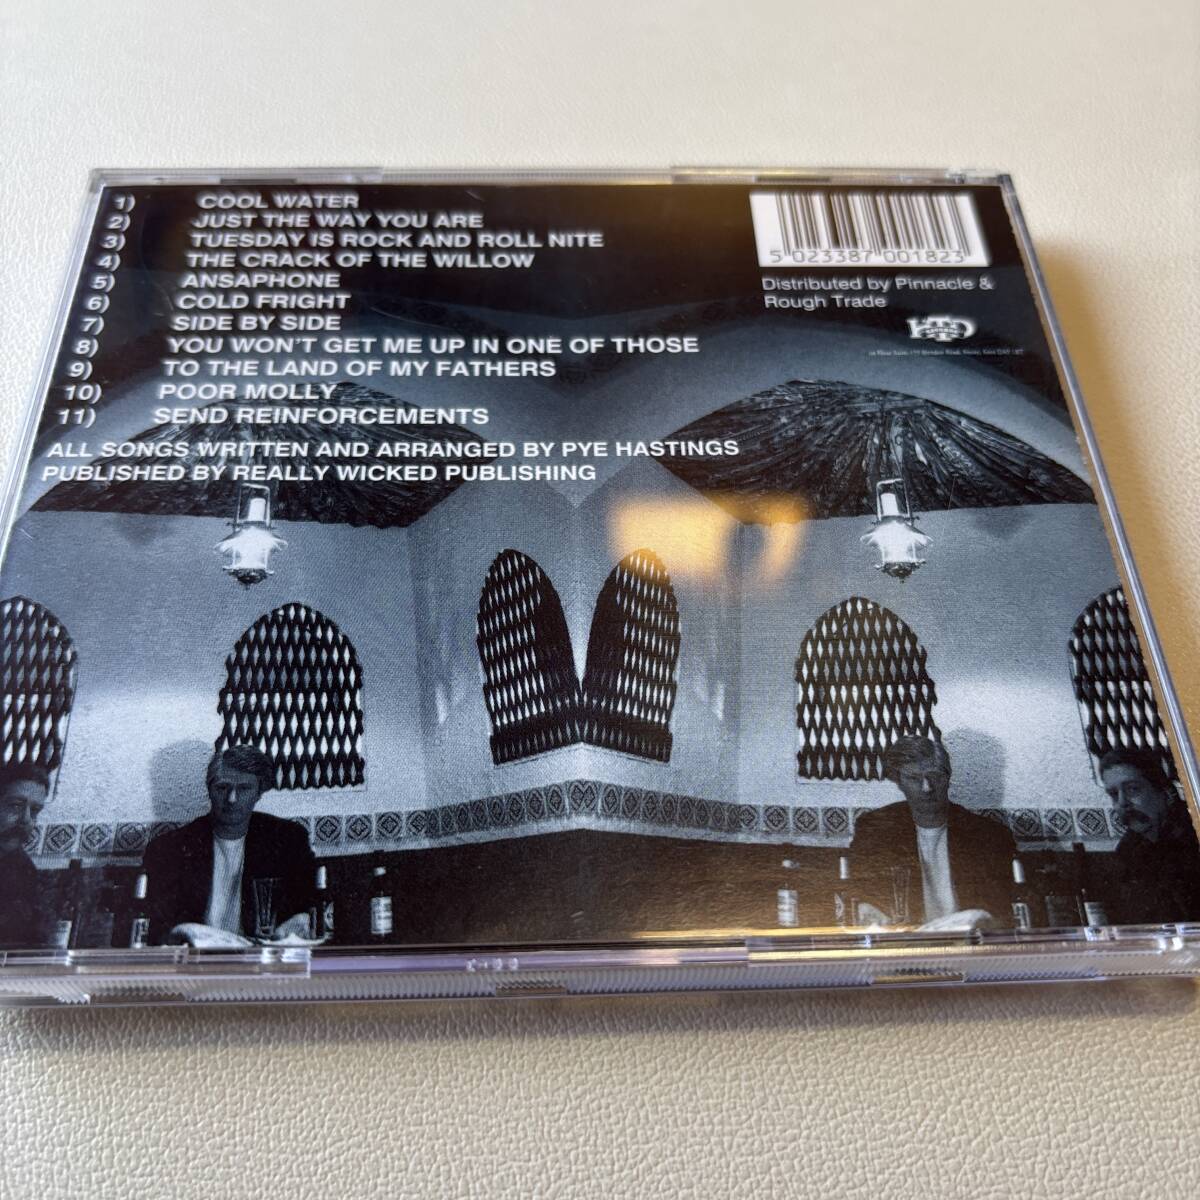 1) COOL WATER
2) JUST THE WAY YOU ARE
3) TUESDAY IS ROCK AND ROLL NITE
4) THE CRACK OF THE WILLOW
5) ANSAPHONE
6) COLD FRIGHT
7) SIDE BY SIDE
8) YOU WON'T GET ME UP IN ONE OF THOSE
9) TO THE LAND OF MY FATHERS
10) POOR MOLLY
11) SEND REINFORCEMENTS
ALL SONGS WRITTEN AND ARRANGED BY PYE HASTINGS
PUBLISHED BY REALLY WICKED PUBLISHING
5 023387 001823
Distributed by Pinnacle &
Rough Trade
HTD